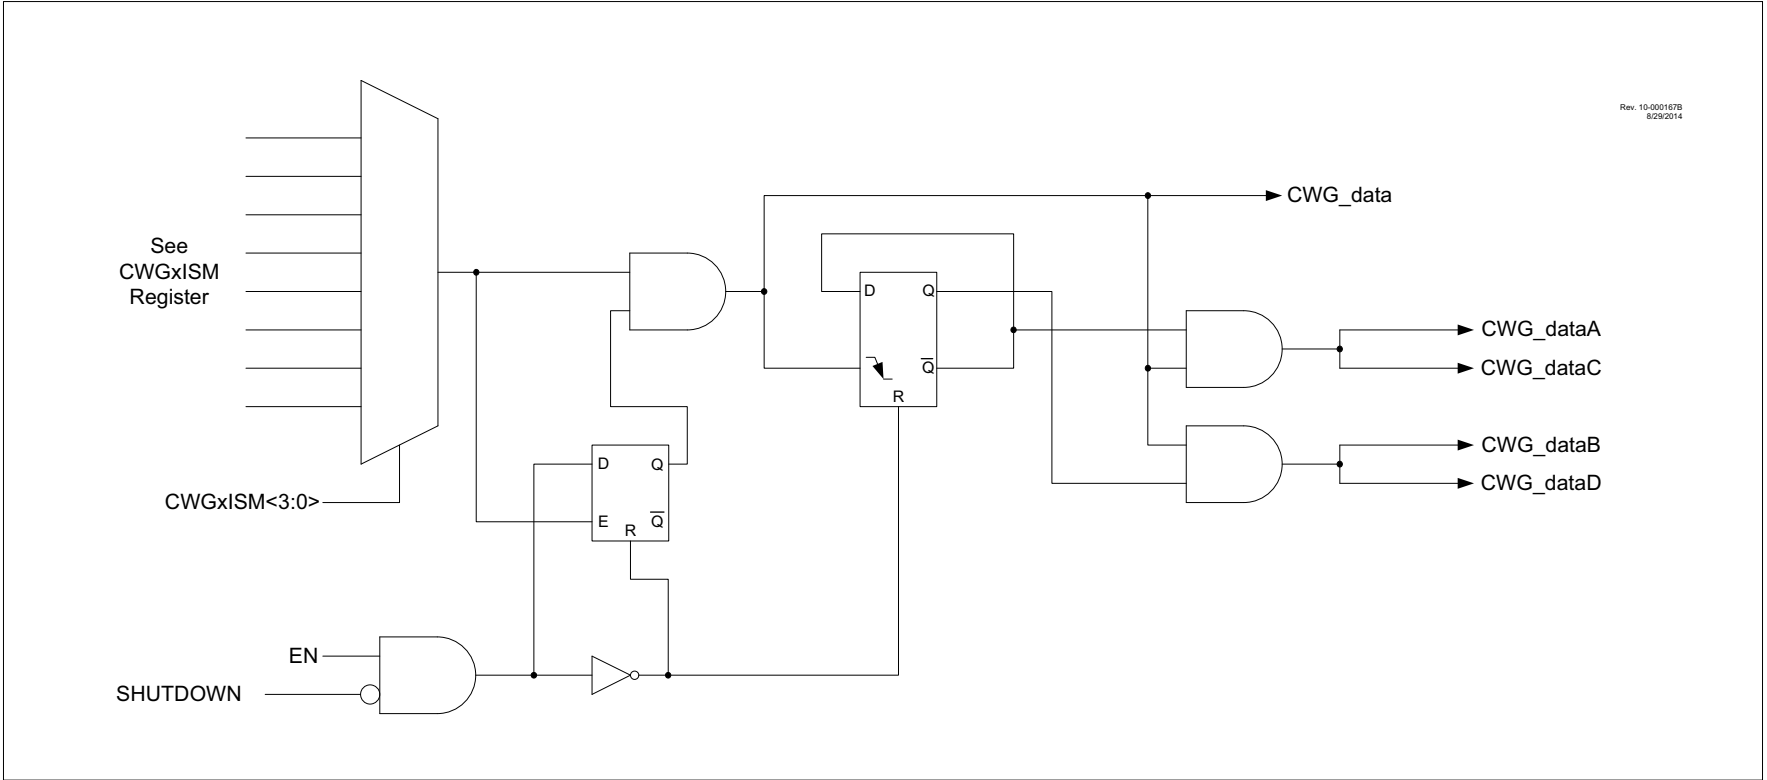 Rev. 10-000167B
8/29/2014
CWG_data
See
CWGxISM
Register
D
Q
Q̅
R
CWG_dataA
CWG_dataC
CWG_dataB
CWG_dataD
D
Q
E
R
Q̅
CWGxISM<3:0>
EN
SHUTDOWN